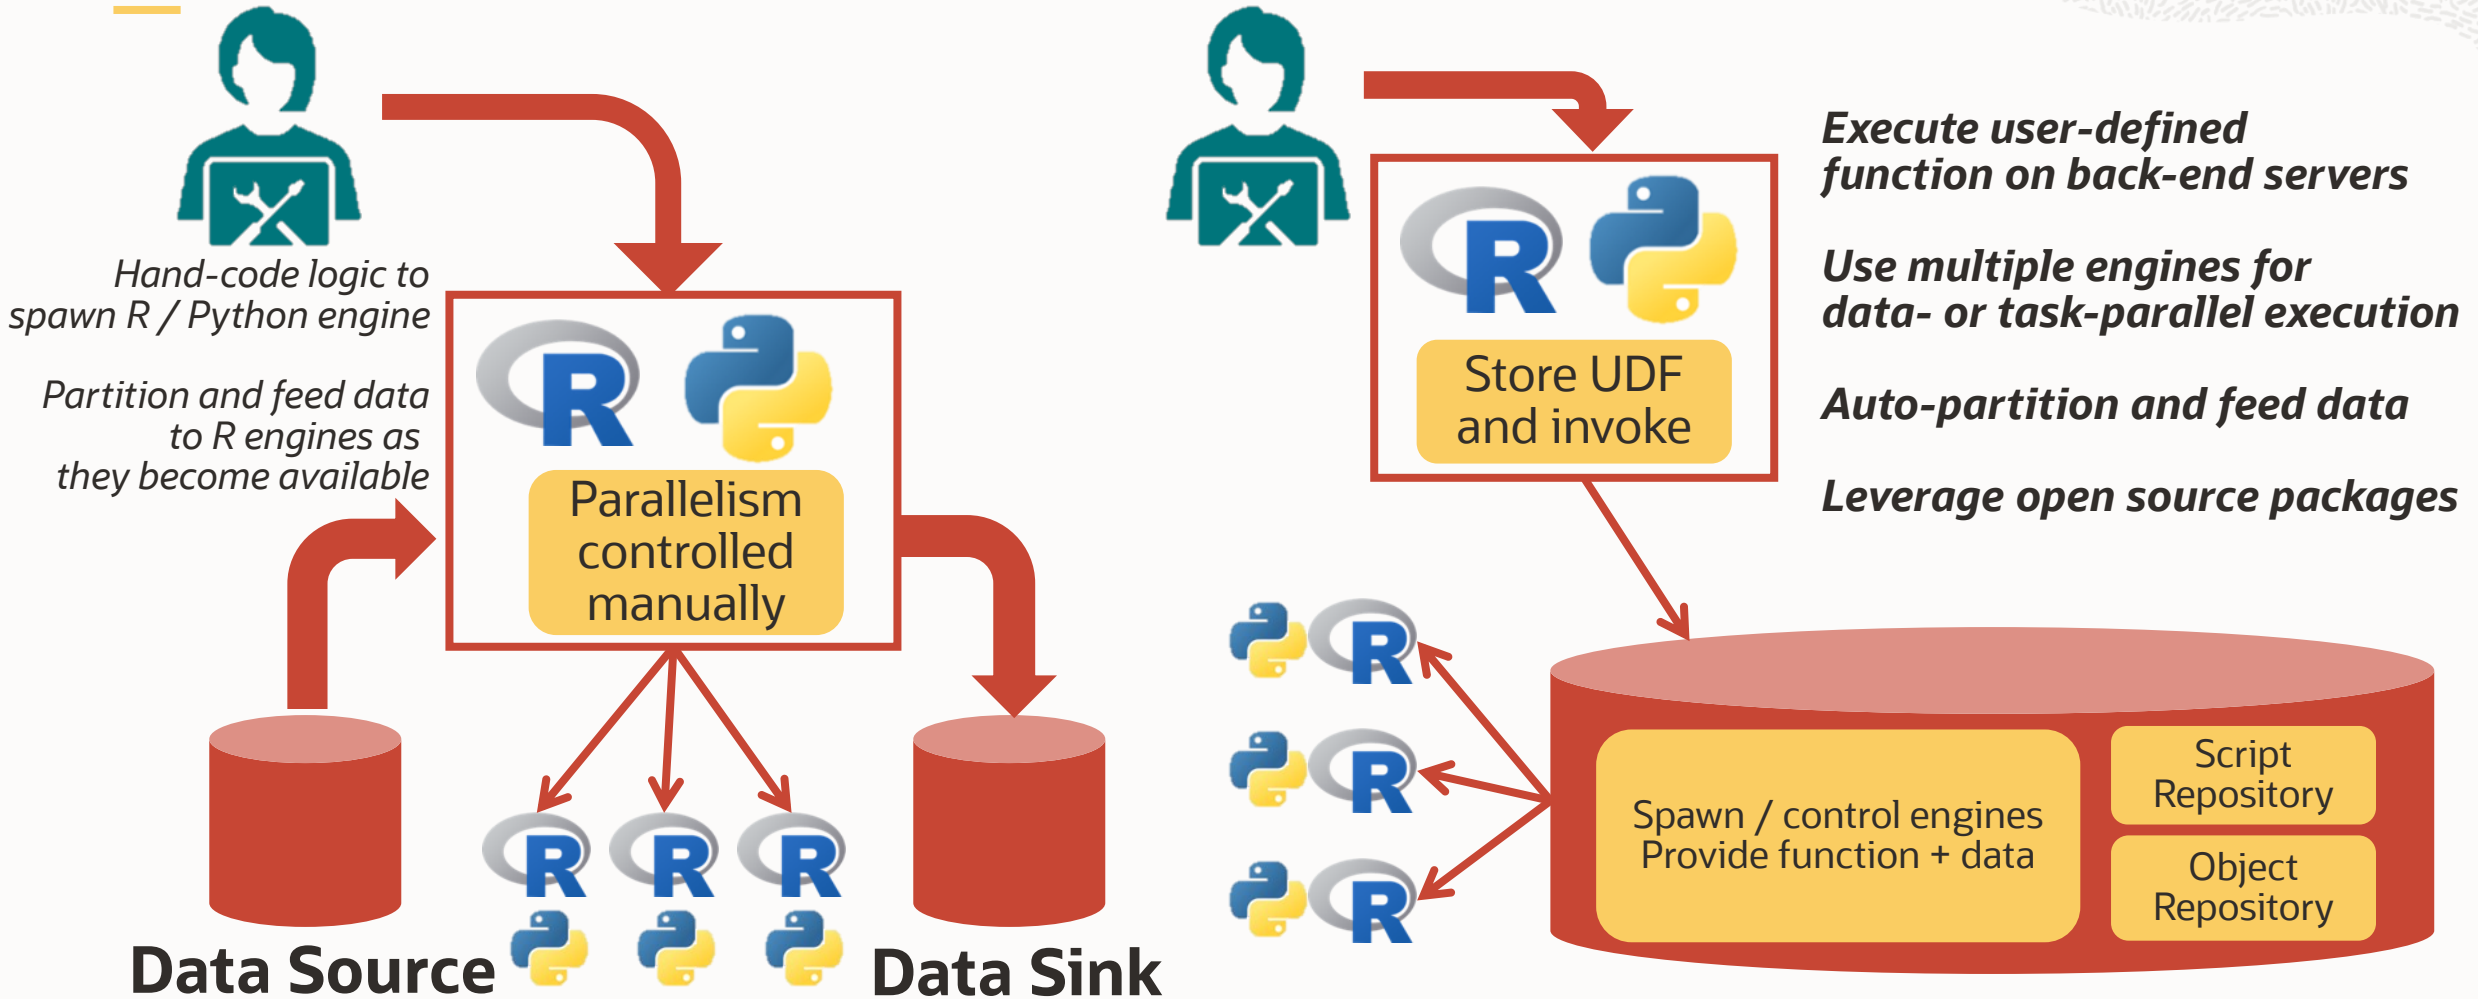 Hand-code logic to
spawn R / Python engine
Partition and feed data
to R engines as
they become available
Parallelism
controlled
manually
Data Source
Data Sink
Store UDF
and invoke
Execute user-defined
function on back-end servers
Use multiple engines for
data- or task-parallel execution
Auto-partition and feed data
Leverage open source packages
Spawn / control engines
Provide function + data
Script
Repository
Object
Repository
R
R
R
R
R
R
R
R